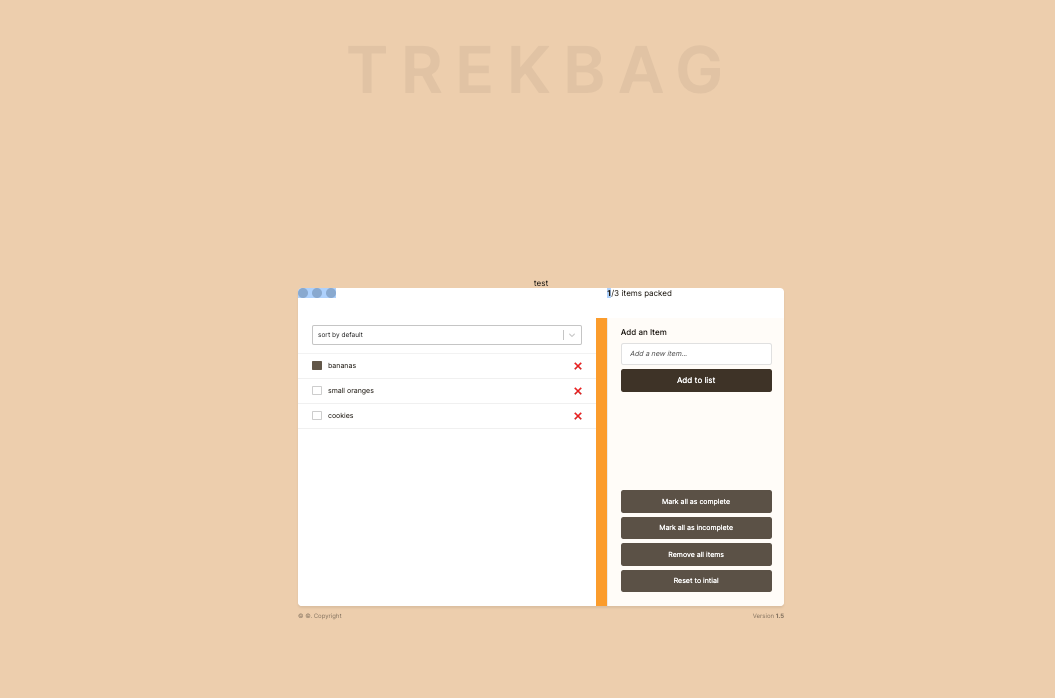 TREKBAG
test
1/3 items packed
sort by default
bananas
small oranges
cookies
Add an Item
Add a new item...
Add to list
Mark all as complete
Mark all as incomplete
Remove all items
Reset to intial
© ©. Copyright
Version 1.5